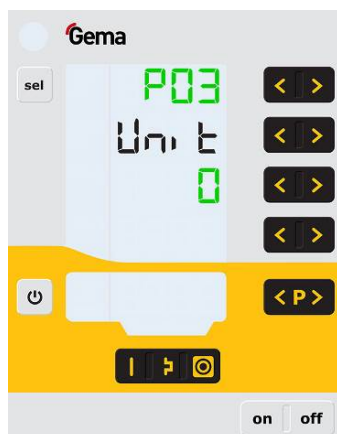 Gema
sel
P03
< >
Unit
< >
0
< >
< >
< P >
on off